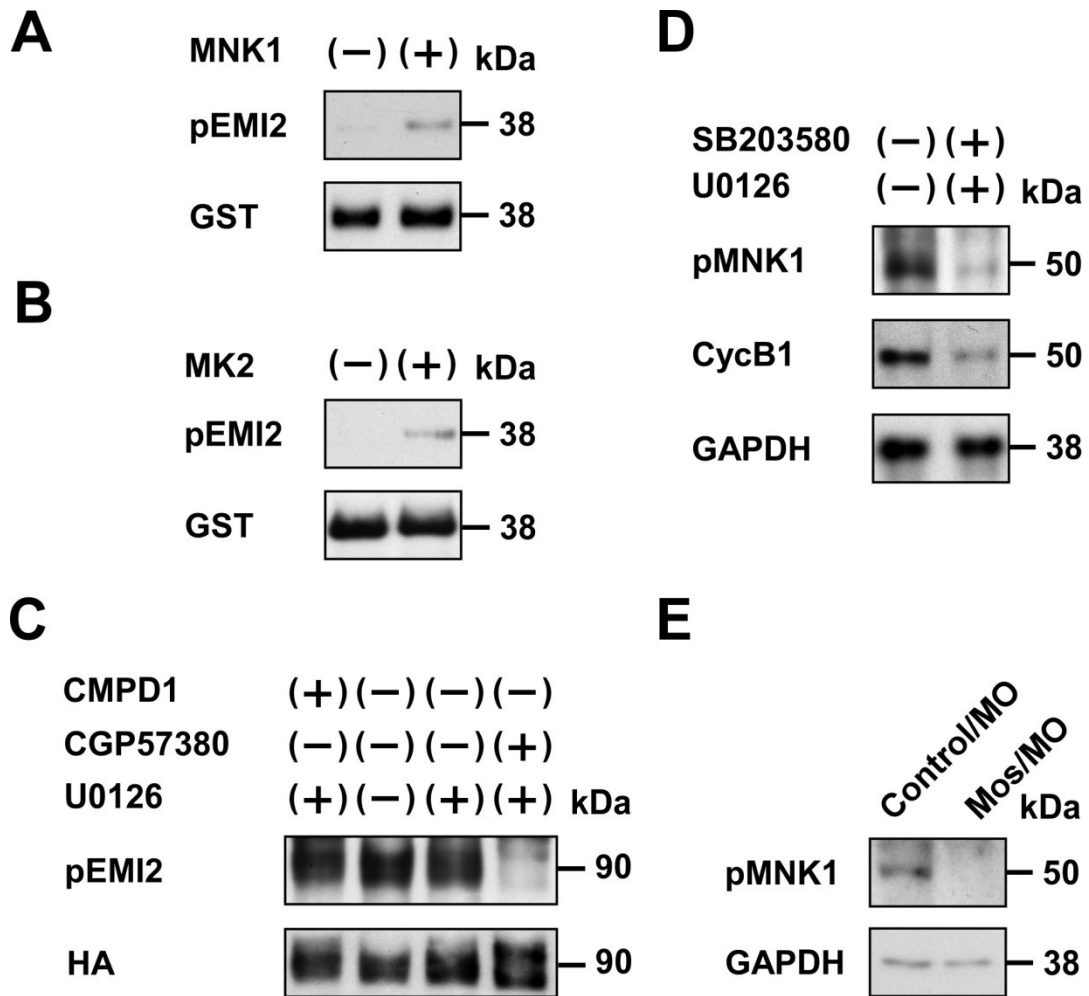 A
MNK1 (−) (+) kDa
pEMI2 38
GST 38
B
MK2 (−) (+) kDa
pEMI2 38
GST 38
C
CMPD1 (+) (−) (−) (−)
CGP57380 (−) (−) (−) (+)
U0126 (+) (−) (+) (+) kDa
pEMI2 90
HA 90
D
SB203580 (−) (+)
U0126 (−) (+) kDa
pMNK1 50
CycB1 50
GAPDH 38
E
Control/MO Mos/MO kDa
pMNK1 50
GAPDH 38